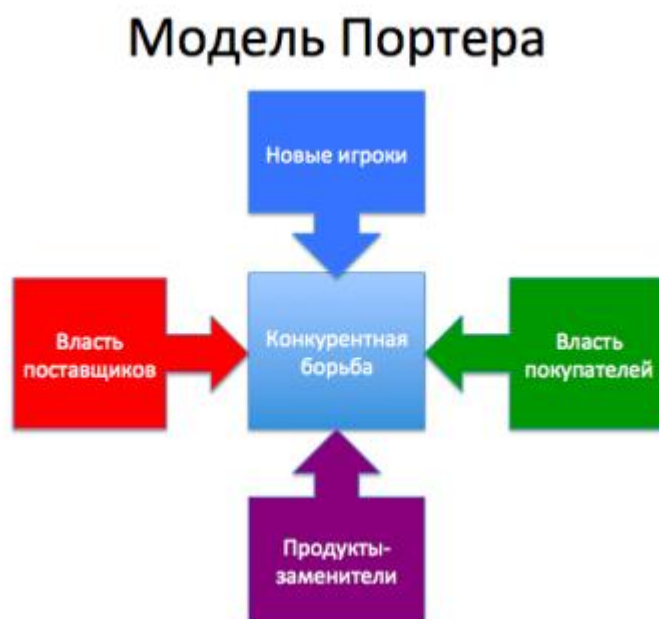 Модель Портера
Новые игроки
Власть
поставщиков
Конкурентная
борьба
Власть
покупателей
Продукты-
заменители